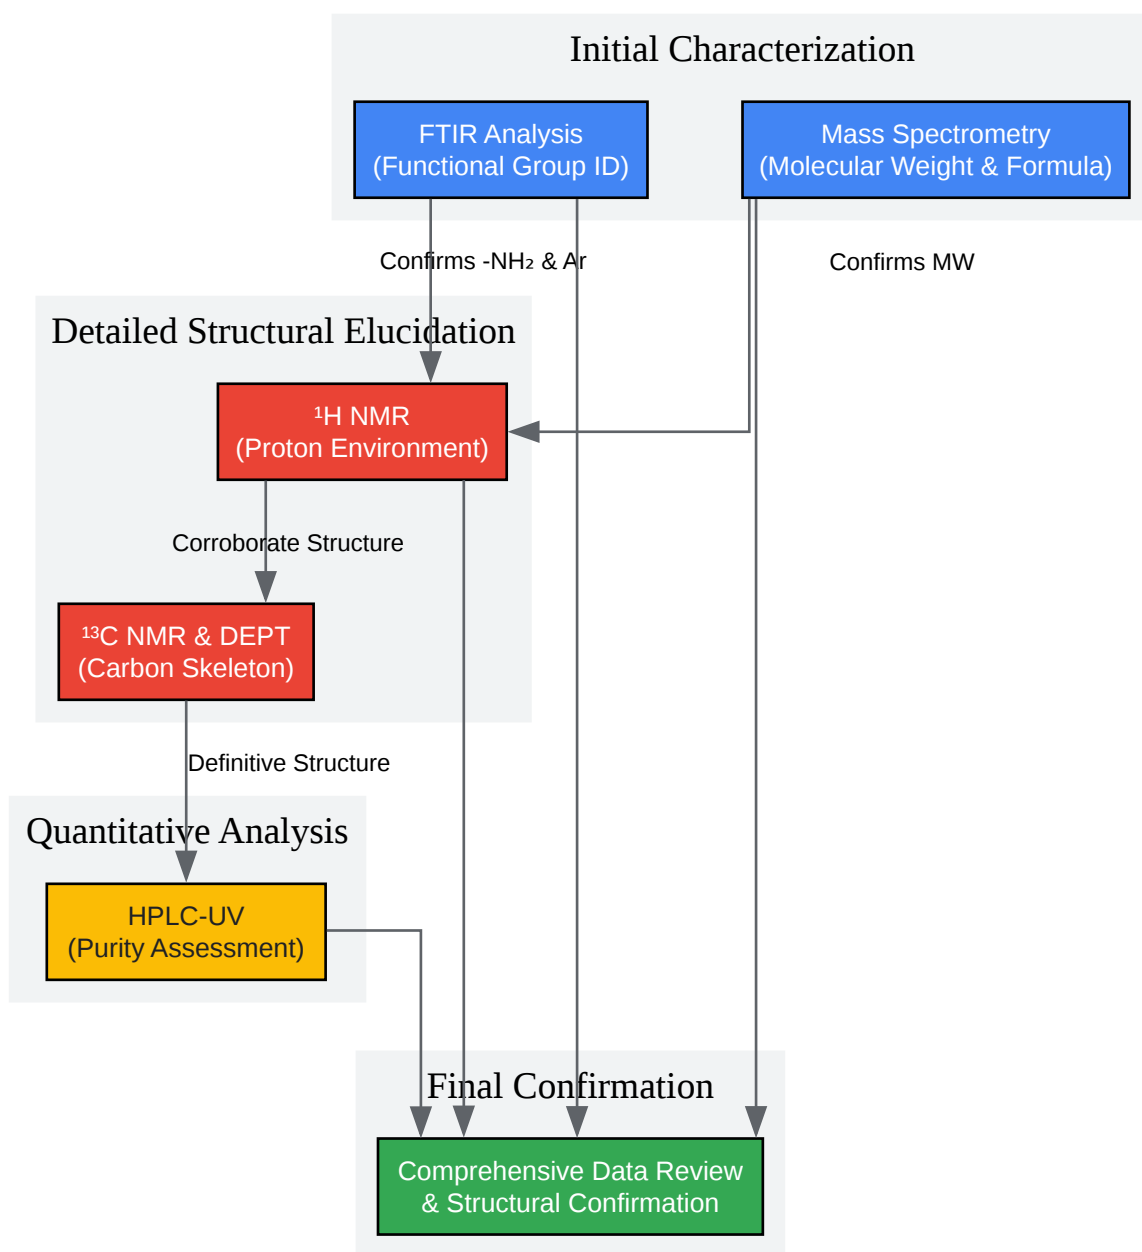 Initial Characterization
FTIR Analysis
(Functional Group ID)
Mass Spectrometry
(Molecular Weight & Formula)
Confirms -NH₂ & Ar
Confirms MW
Detailed Structural Elucidation
¹H NMR
(Proton Environment)
Corroborate Structure
¹³C NMR & DEPT
(Carbon Skeleton)
Definitive Structure
Quantitative Analysis
HPLC-UV
(Purity Assessment)
Final Confirmation
Comprehensive Data Review
& Structural Confirmation